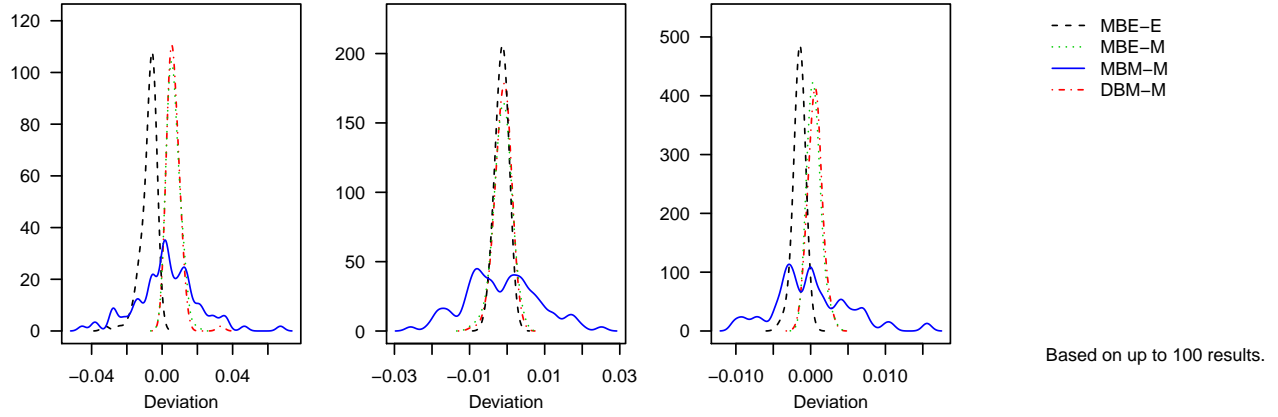 120
100
80
60
40
20
0
−0.04 0.00 0.04
Deviation
200
150
100
50
0
−0.03 −0.01 0.01 0.03
Deviation
500
400
300
200
100
0
−0.010 0.000 0.010
Deviation
MBE−E
MBE−M
MBM−M
DBM−M
Based on up to 100 results.